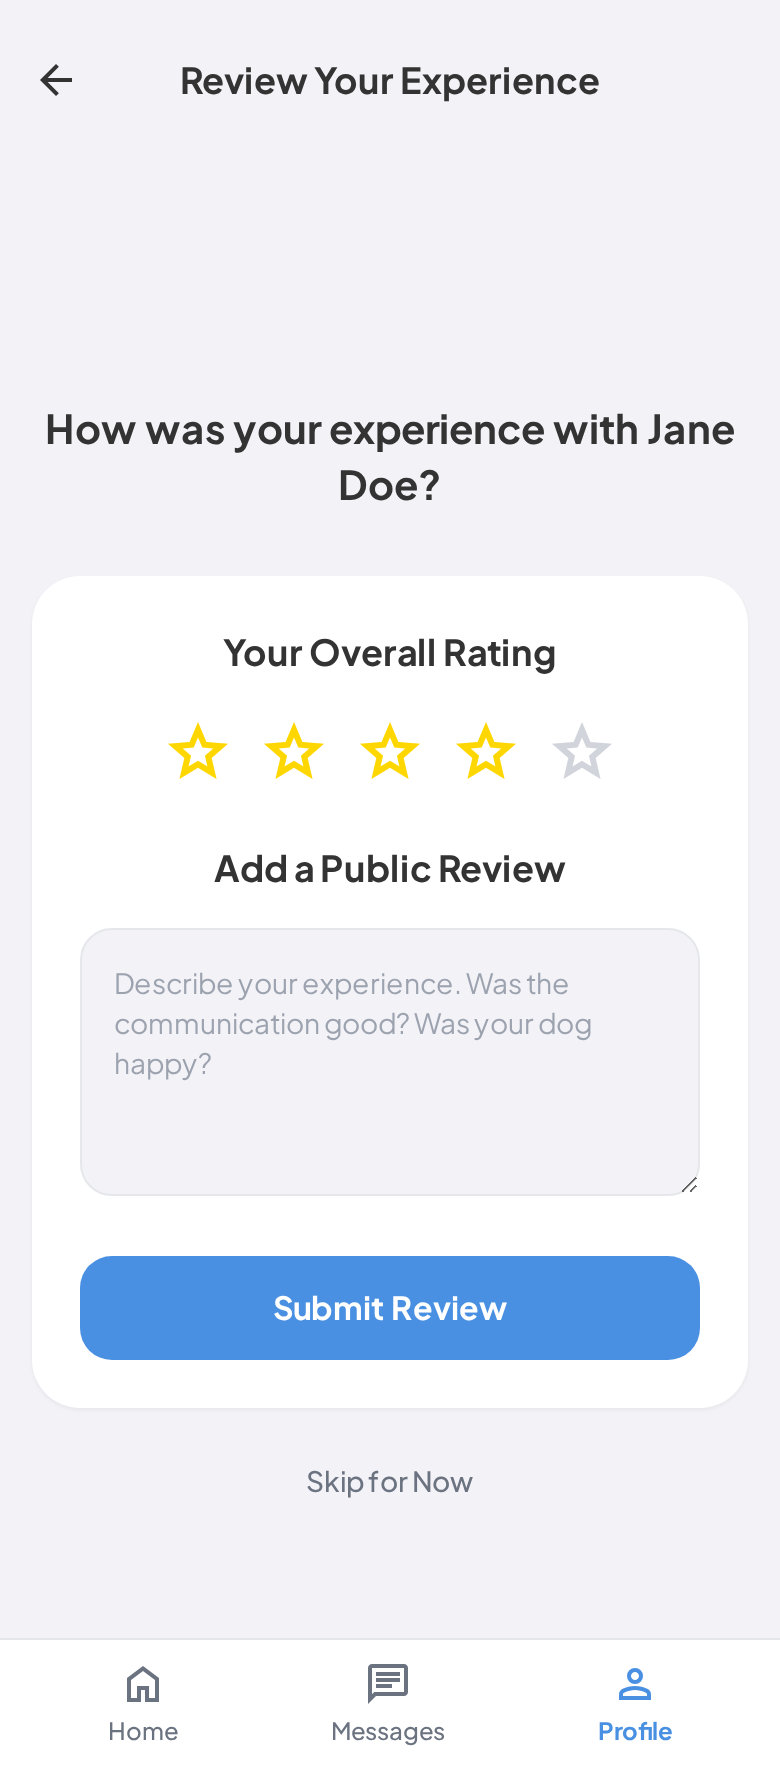 Review Your Experience
How was your experience with Jane
Doe?
Your Overall Rating
Add a Public Review
Describe your experience. Was the
communication good? Was your dog
happy?
Submit Review
Skip for Now
Home
Messages
Profile